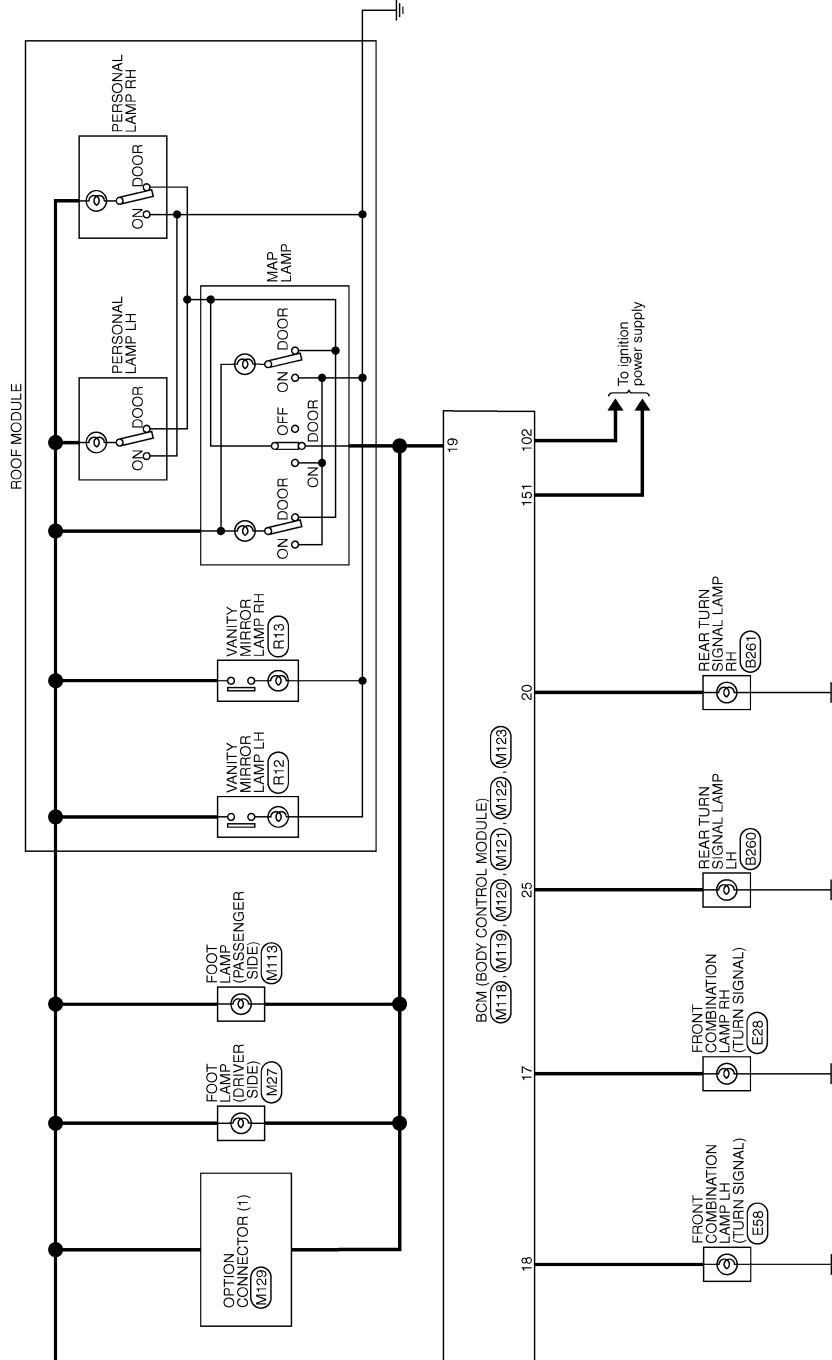 ROOF MODULE
OPTION
CONNECTOR (1)
M129
FOOT
LAMP
(DRIVER
SIDE)
M27
FOOT
LAMP
(PASSENGER
SIDE)
M113
VANITY
MIRROR
LAMP LH
R12
VANITY
MIRROR
LAMP RH
R13
PERSONAL
LAMP LH
ON
DOOR
PERSONAL
LAMP RH
ON
DOOR
MAP
LAMP
ON
DOOR
ON
DOOR
OFF
ON
DOOR
BCM (BODY CONTROL MODULE)
M118 , M119 , M120 , M121 , M122 , M123
19
18
17
25
20
151
102
To ignition
power supply
FRONT
COMBINATION
LAMP LH
(TURN SIGNAL)
E58
FRONT
COMBINATION
LAMP RH
(TURN SIGNAL)
E28
REAR TURN
SIGNAL LAMP
LH
B260
REAR TURN
SIGNAL LAMP
RH
B261